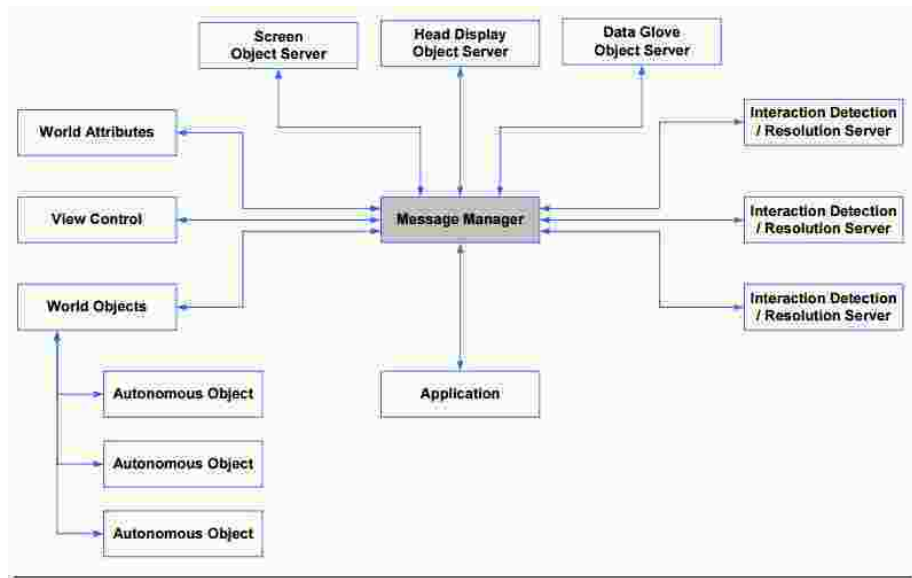 Screen
Object Server
Head Display
Object Server
Data Glove
Object Server
World Attributes
Interaction Detection
/ Resolution Server
View Control
Message Manager
Interaction Detection
/ Resolution Server
World Objects
Interaction Detection
/ Resolution Server
Autonomous Object
Application
Autonomous Object
Autonomous Object